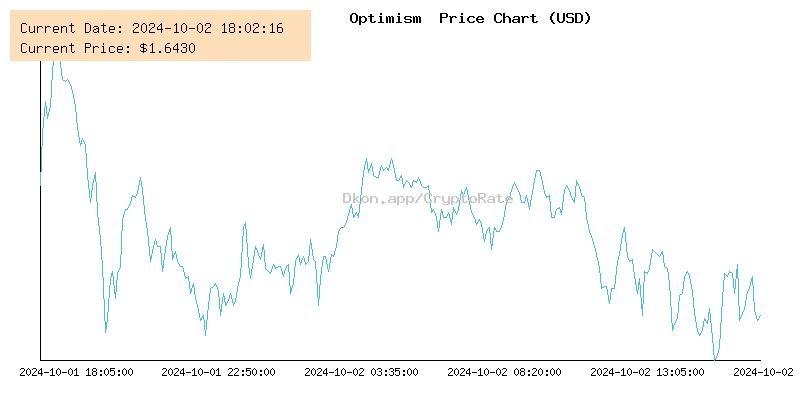 Optimism  Price Chart (USD)
Current Date: 2024-10-02 18:02:16
Current Price: $1.6430
Dkon.app/CryptoRate
2024-10-01 18:05:00 2024-10-01 22:50:00 2024-10-02 03:35:00 2024-10-02 08:20:00 2024-10-02 13:05:00 2024-10-02